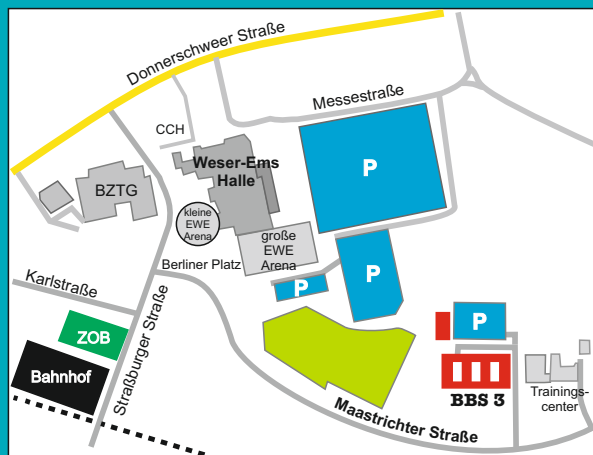 Donnerschweer Straße
Messestraße
CCH
Weser-Ems
Halle
P
BZTG
kleine
EWE
Arena
große
EWE
Arena
Berliner Platz
P
Karlstraße
P
ZOB
P
Straßburger Straße
Bahnhof
BBS 3
Trainings-
center
Maastrichter Straße